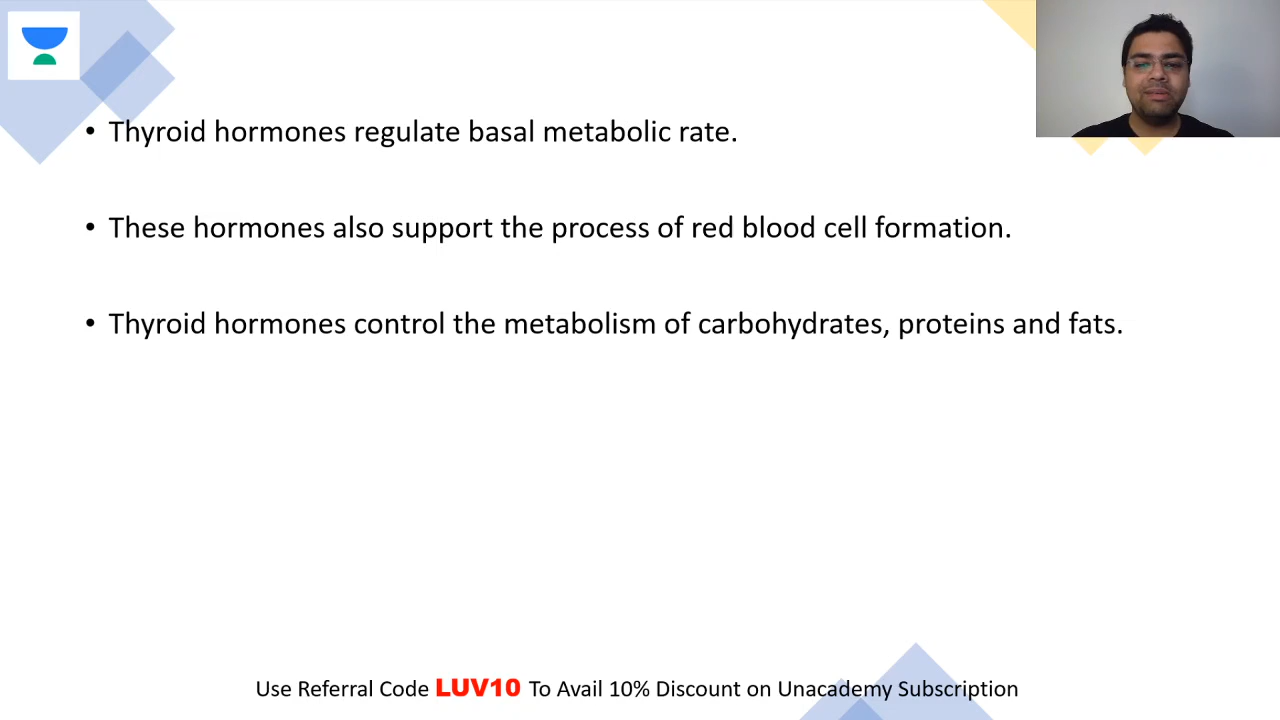 • Thyroid hormones regulate basal metabolic rate.
• These hormones also support the process of red blood cell formation.
• Thyroid hormones control the metabolism of carbohydrates, proteins and fats.
Use Referral Code LUV10 To Avail 10% Discount on Unacademy Subscription